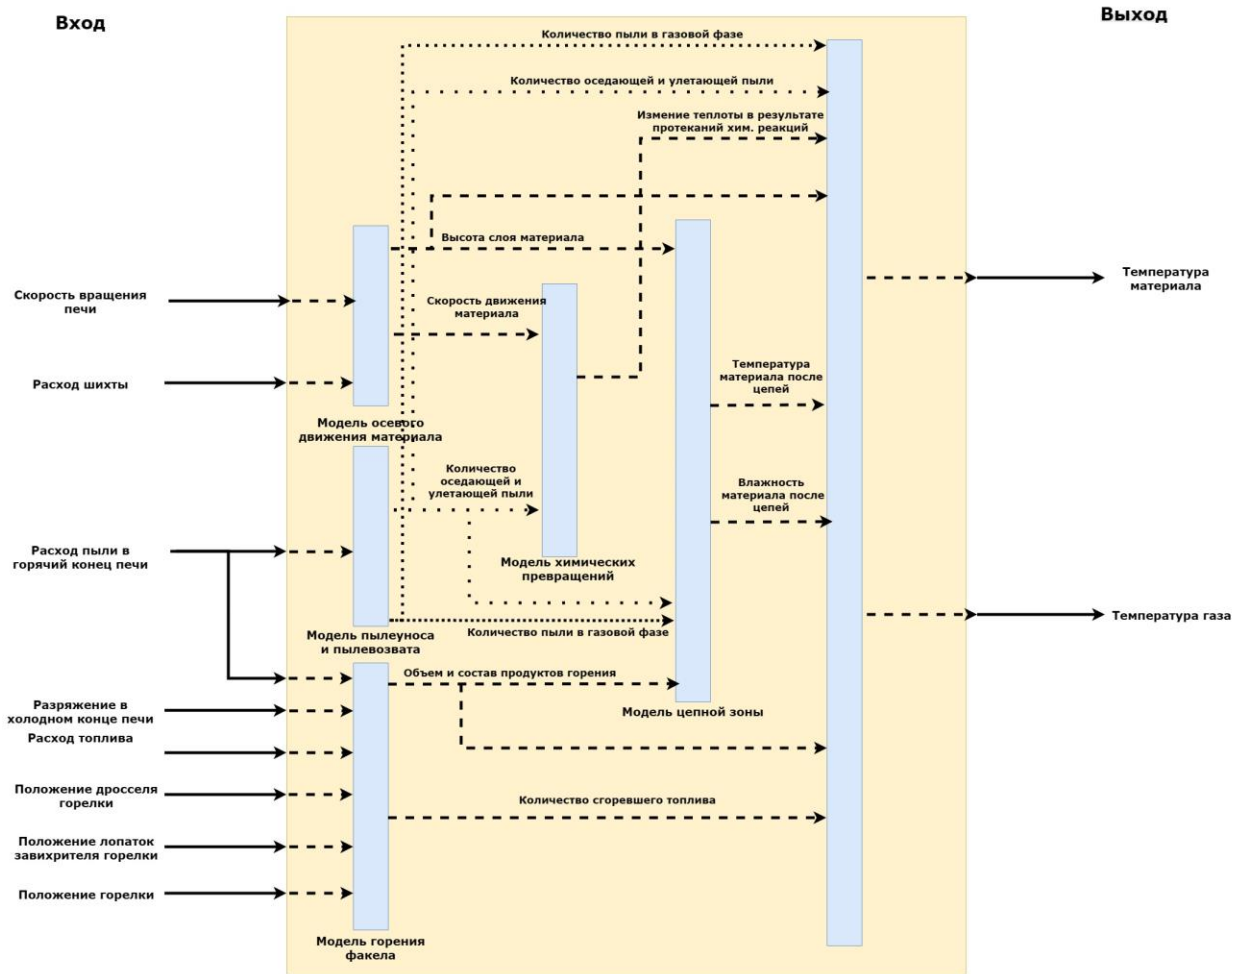 Вход
Выход
Количество пыли в газовой фазе
Количество оседающей и улетающей пыли
Измение теплоты в результате
протеканий хим. реакций
Высота слоя материала
Скорость вращения
печи
Скорость движения
материала
Температура
материала
Расход шихты
Температура
материала после
цепей
Модель осевого
движения материала
Количество
оседающей и
улетающей пыли
Влажность
материала после
цепей
Расход пыли в
горячий конец печи
Модель химических
превращений
Модель пылеуноса
и пылевозвата
Количество пыли в газовой фазе
Температура газа
Объем и состав продуктов горения
Разряжение в
холодном конце печи
Модель цепной зоны
Расход топлива
Положение дросселя
горелки
Количество сгоревшего топлива
Положение лопаток
завихрителя горелки
Положение горелки
Модель горения
факела